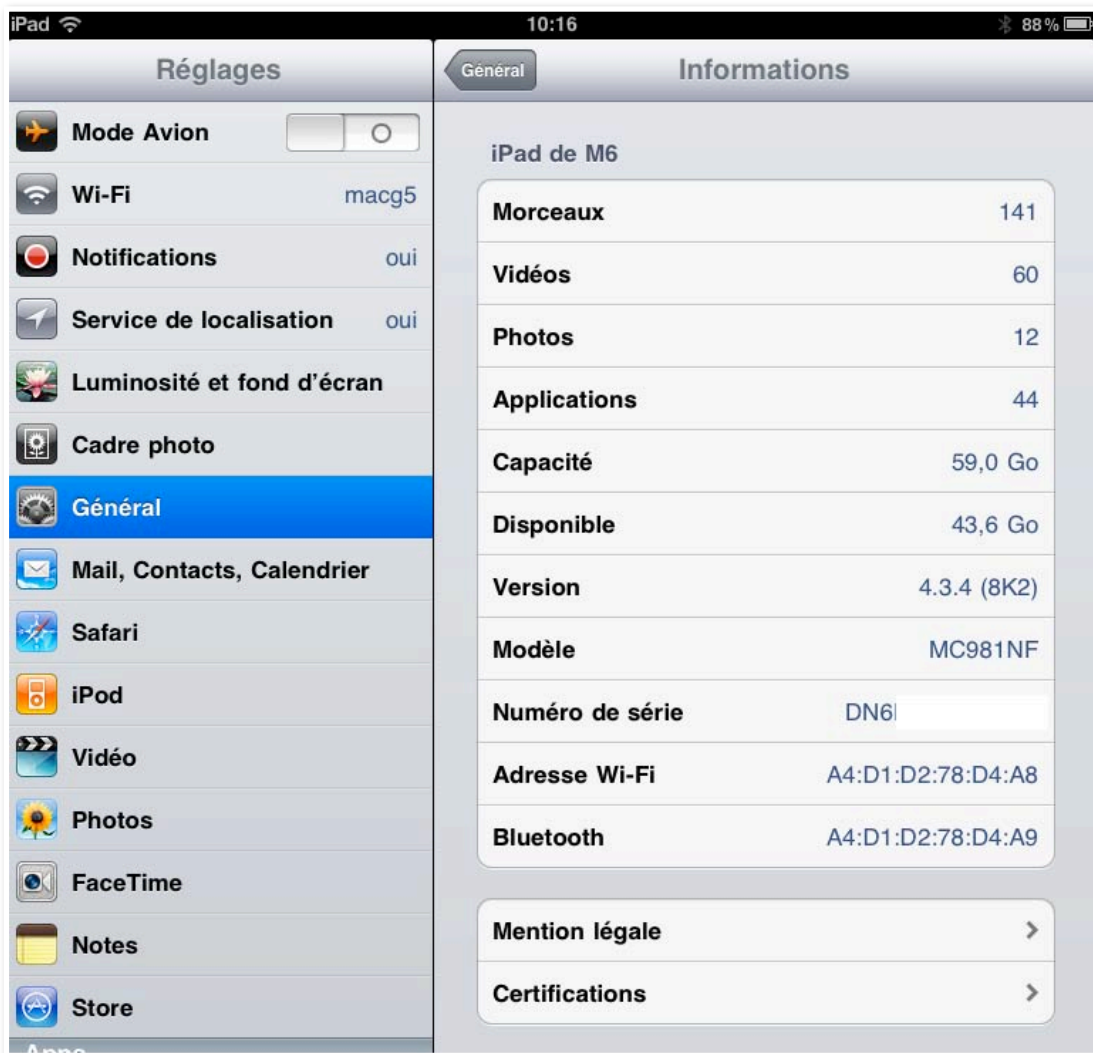 iPad 10:16 88 %
Réglages
Mode Avion
Wi-Fi macg5
Notifications oui
Service de localisation oui
Luminosité et fond d'écran
Cadre photo
Général
Mail, Contacts, Calendrier
Safari
iPod
Vidéo
Photos
FaceTime
Notes
Store
Apps
Général Informations
iPad de M6
Morceaux 141
Vidéos 60
Photos 12
Applications 44
Capacité 59,0 Go
Disponible 43,6 Go
Version 4.3.4 (8K2)
Modèle MC981NF
Numéro de série DN6
Adresse Wi-Fi A4:D1:D2:78:D4:A8
Bluetooth A4:D1:D2:78:D4:A9
Mention légale
Certifications